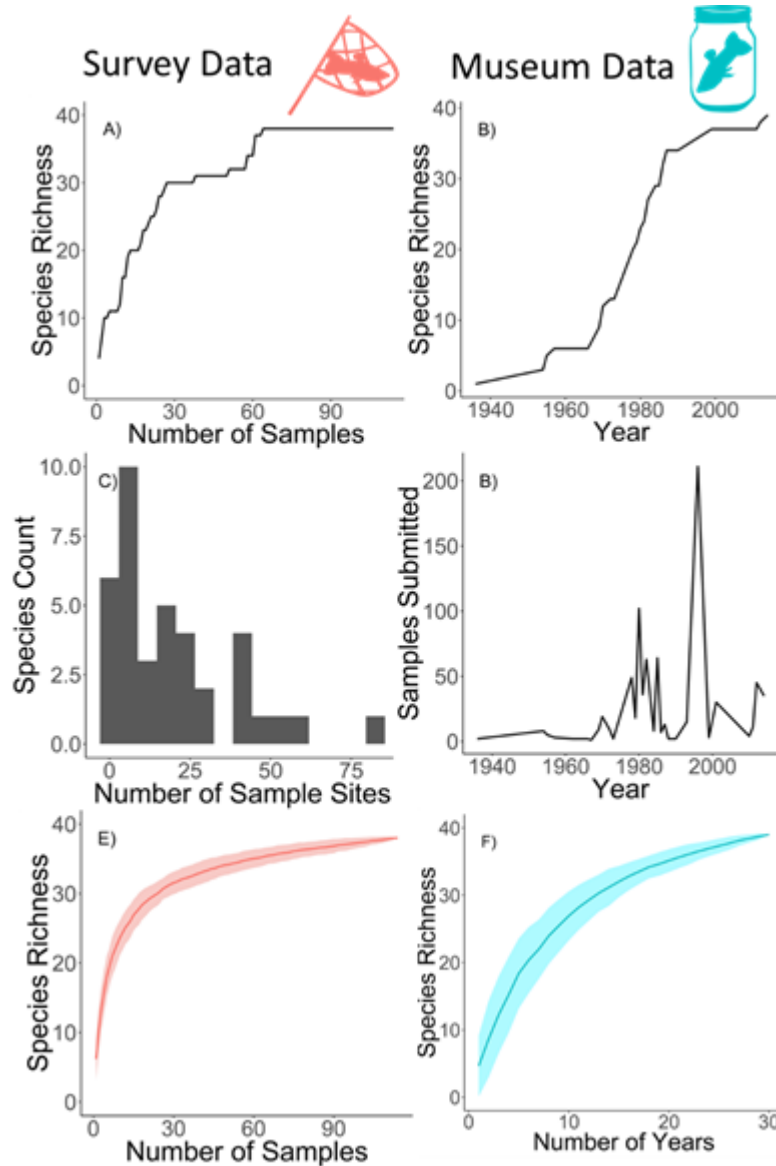 Survey Data
Museum Data
A)
Species Richness
40
30
20
10
0
0 30 60 90
Number of Samples
B)
Species Richness
40
30
20
10
0
1940 1960 1980 2000
Year
C)
Species Count
10.0
7.5
5.0
2.5
0.0
0 25 50 75
Number of Sample Sites
B)
Samples Submitted
200
150
100
50
0
1940 1960 1980 2000
Year
E)
Species Richness
40
30
20
10
0
0 30 60 90
Number of Samples
F)
Species Richness
40
30
20
10
0
0 10 20 30
Number of Years